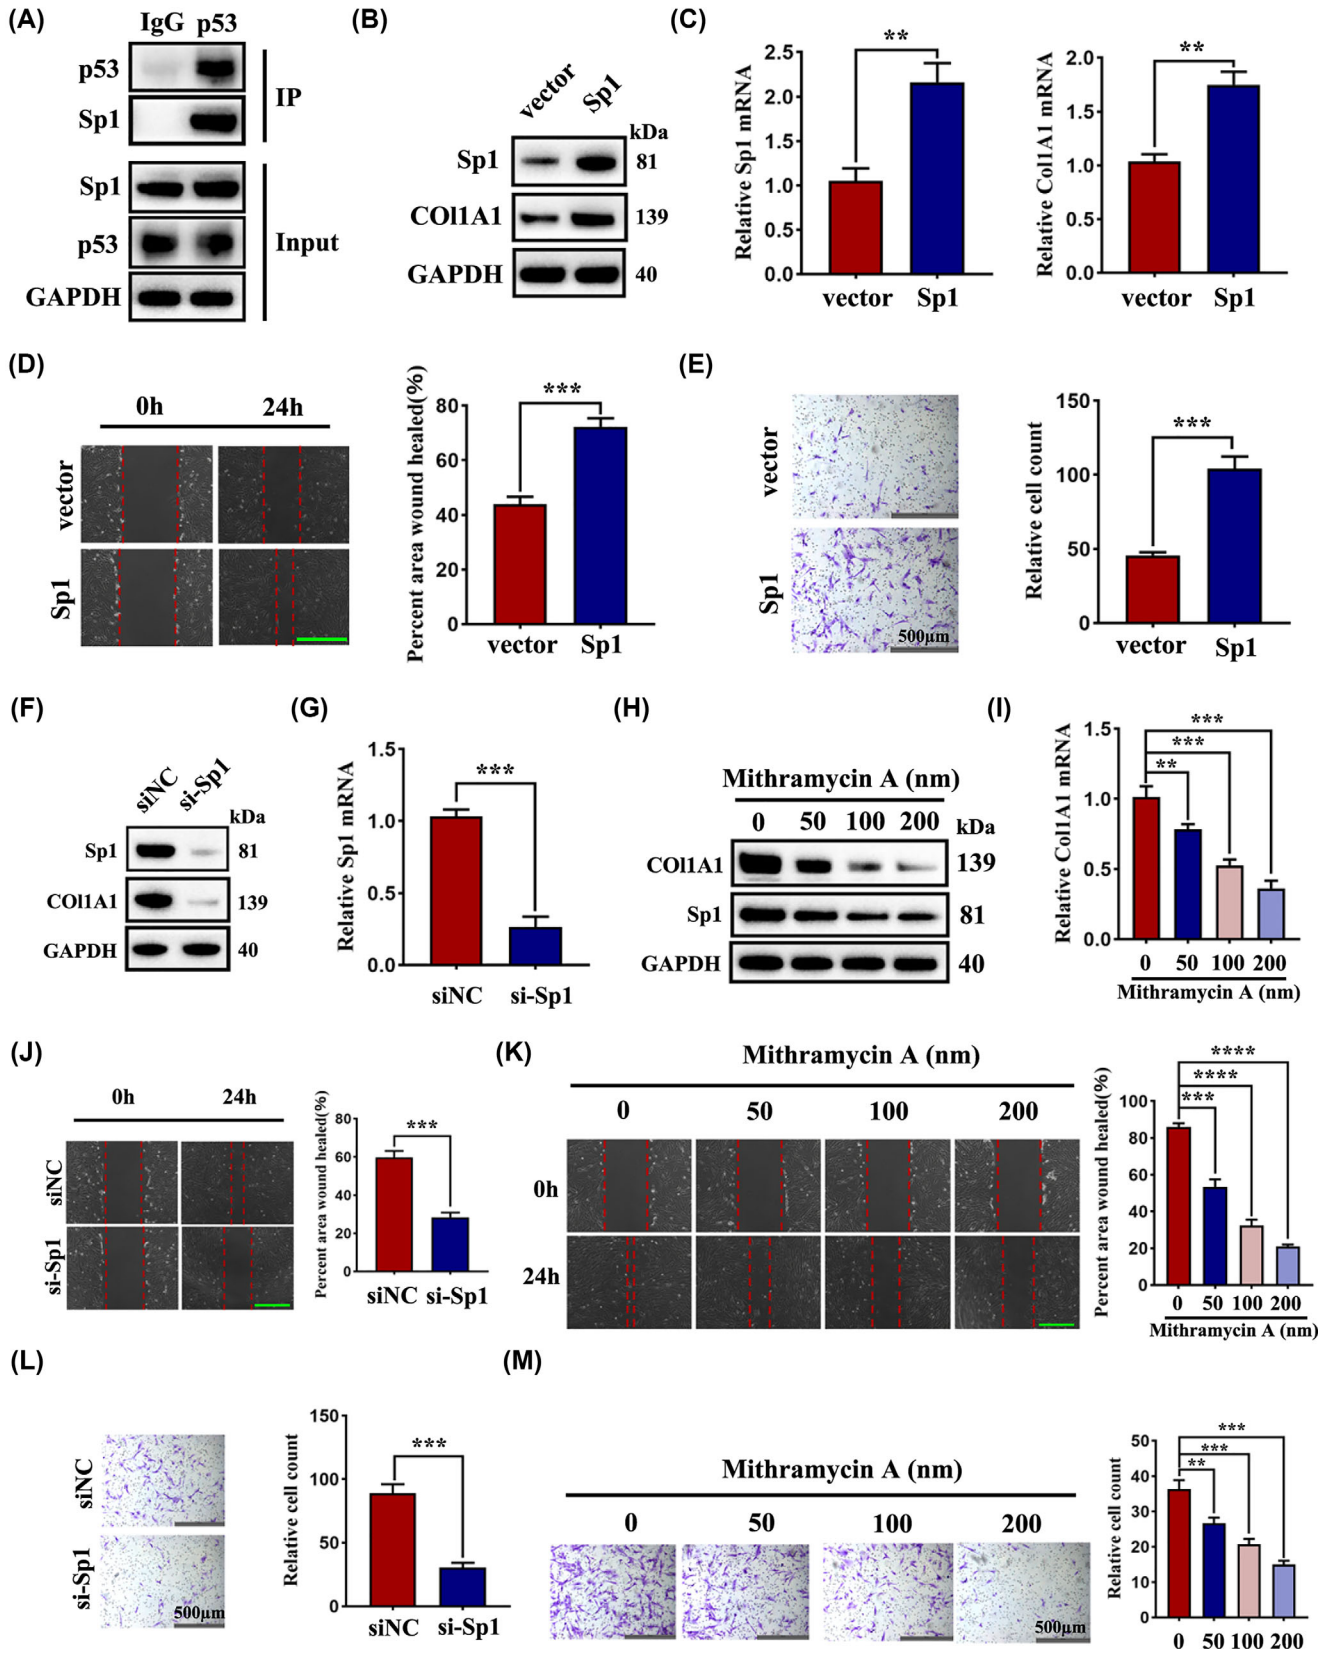 (A)
IgG p53
p53
Sp1
IP
Sp1
p53
GAPDH
Input
(B)
vector
Sp1
kDa
Sp1
81
COl1A1
139
GAPDH
40
(C)
Relative Sp1 mRNA
2.5
2.0
1.5
1.0
0.5
0.0
**
vector
Sp1
Relative Col1A1 mRNA
2.0
1.5
1.0
0.5
0.0
**
vector
Sp1
(D)
0h
24h
vector
Sp1
Percent area wound healed(%)
80
60
40
20
0
***
vector
Sp1
(E)
vector
Sp1
500μm
Relative cell count
150
100
50
0
***
vector
Sp1
(F)
siNC
si-Sp1
kDa
Sp1
81
COl1A1
139
GAPDH
40
(G)
Relative Sp1 mRNA
1.5
1.0
0.5
0.0
***
siNC
si-Sp1
(H)
Mithramycin A (nm)
0 50 100 200
kDa
COl1A1
139
Sp1
81
GAPDH
40
(I)
Relative Col1A1 mRNA
1.5
1.0
0.5
0.0
***
***
**
0 50 100 200
Mithramycin A (nm)
(J)
0h
24h
siNC
si-Sp1
Percent area wound healed(%)
80
60
40
20
0
***
siNC
si-Sp1
(K)
Mithramycin A (nm)
0 50 100 200
0h
24h
Percent area wound healed(%)
100
80
60
40
20
0
****
****
***
0 50 100 200
Mithramycin A (nm)
(L)
siNC
si-Sp1
500μm
Relative cell count
150
100
50
0
***
siNC
si-Sp1
(M)
Mithramycin A (nm)
0 50 100 200
500μm
Relative cell count
50
40
30
20
10
0
***
***
**
0 50 100 200